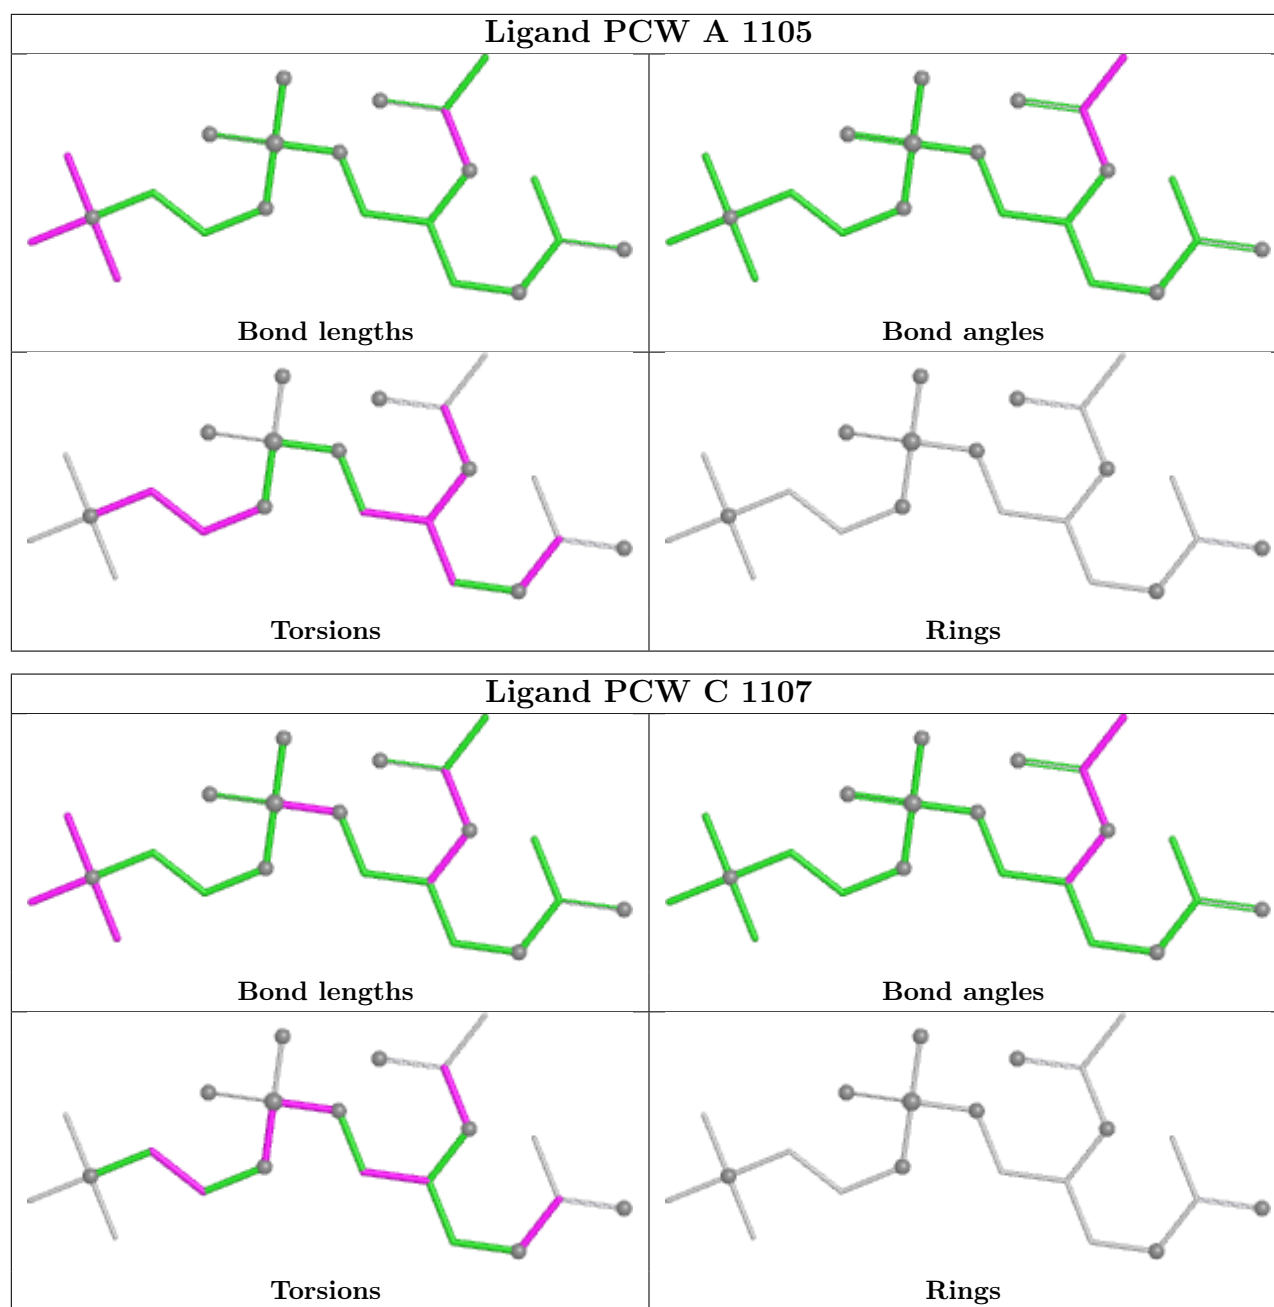 Ligand PCW A 1105
Bond lengths
Bond angles
Torsions
Rings
Ligand PCW C 1107
Bond lengths
Bond angles
Torsions
Rings